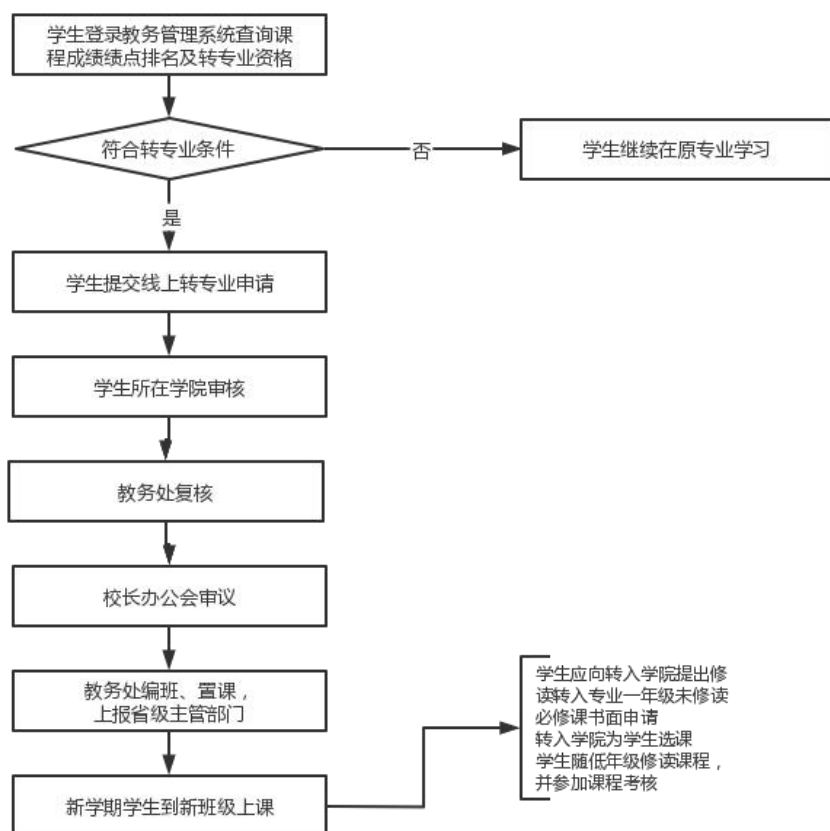 学生登录教务管理系统查询课
程成绩绩点排名及转专业资格
符合转专业条件
否
学生继续在原专业学习
是
学生提交线上转专业申请
学生所在学院审核
教务处复核
校长办公会审议
教务处编班、置课，
上报省级主管部门
学生应向转入学院提出修
读转入专业一年级未修读
必修课书面申请
转入学院为学生选课
学生随低年级修读课程，
并参加课程考核
新学期学生到新班级上课